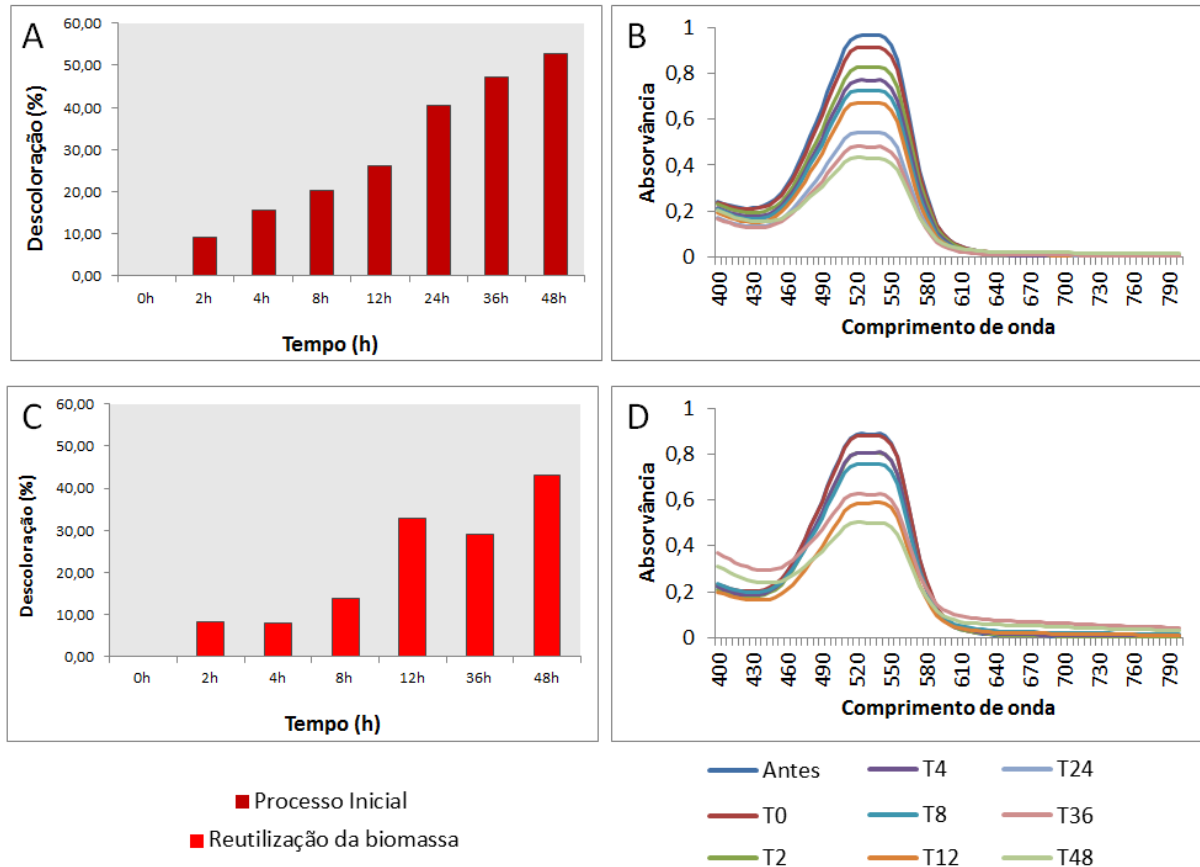 A
60,00
50,00
40,00
30,00
20,00
10,00
0,00
Descoloração (%)
0h 2h 4h 8h 12h 24h 36h 48h
Tempo (h)
B
1
0,8
0,6
0,4
0,2
0
Absorvância
400 430 460 490 520 550 580 610 640 670 700 730 760 790
Comprimento de onda
C
60,00
50,00
40,00
30,00
20,00
10,00
0,00
Descoloração (%)
0h 2h 4h 8h 12h 36h 48h
Tempo (h)
D
1
0,8
0,6
0,4
0,2
0
Absorvância
400 430 460 490 520 550 580 610 640 670 700 730 760 790
Comprimento de onda
Processo Inicial
Reutilização da biomassa
Antes T4 T24
T0 T8 T36
T2 T12 T48